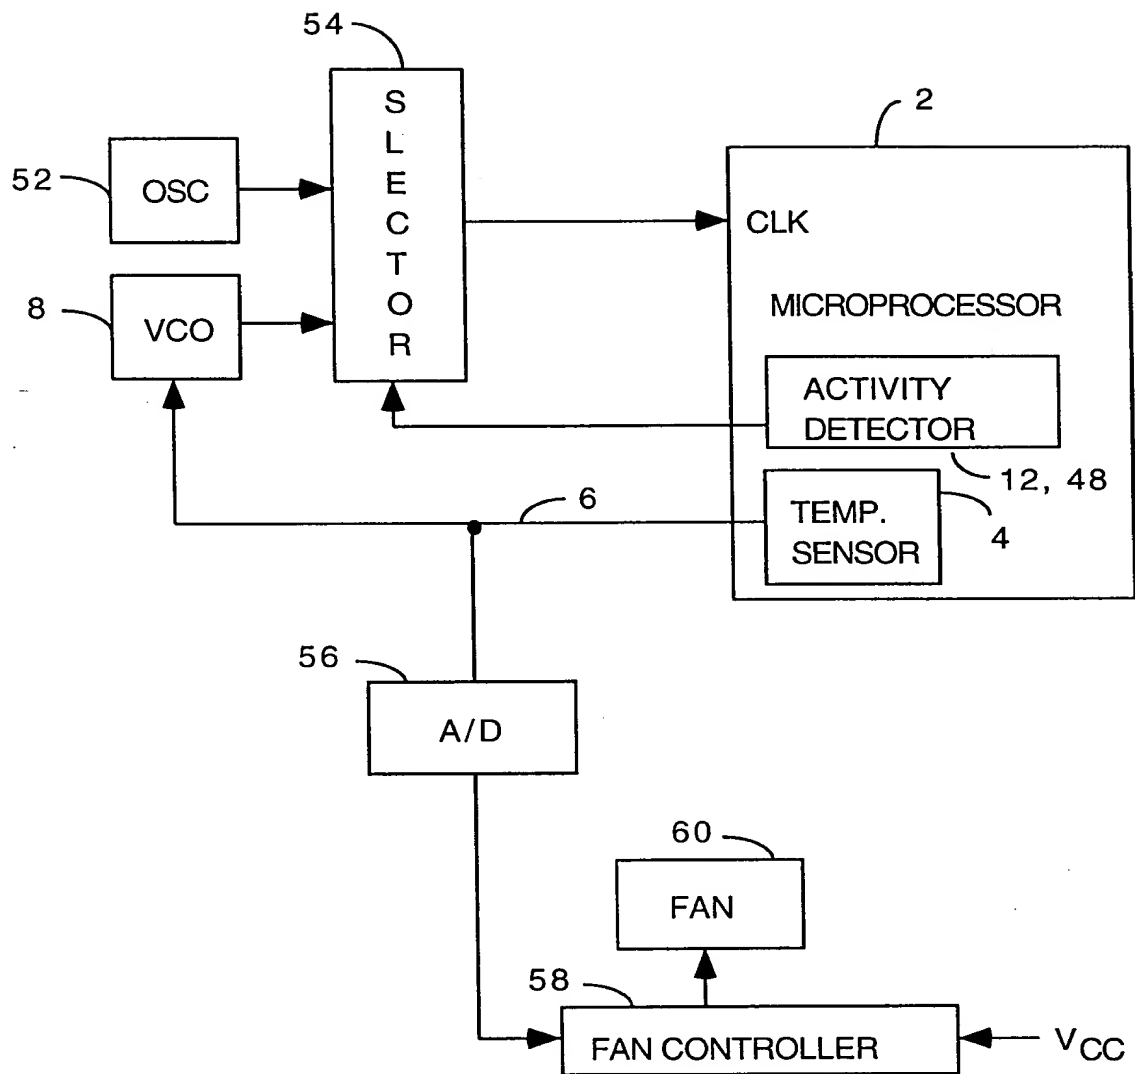 54
SLECTOR
2
52
OSC
CLK
8
VCO
MICROPROCESSOR
ACTIVITY
DETECTOR
12, 48
6
TEMP.
SENSOR
4
56
A/D
60
FAN
58
FAN CONTROLLER
VCC